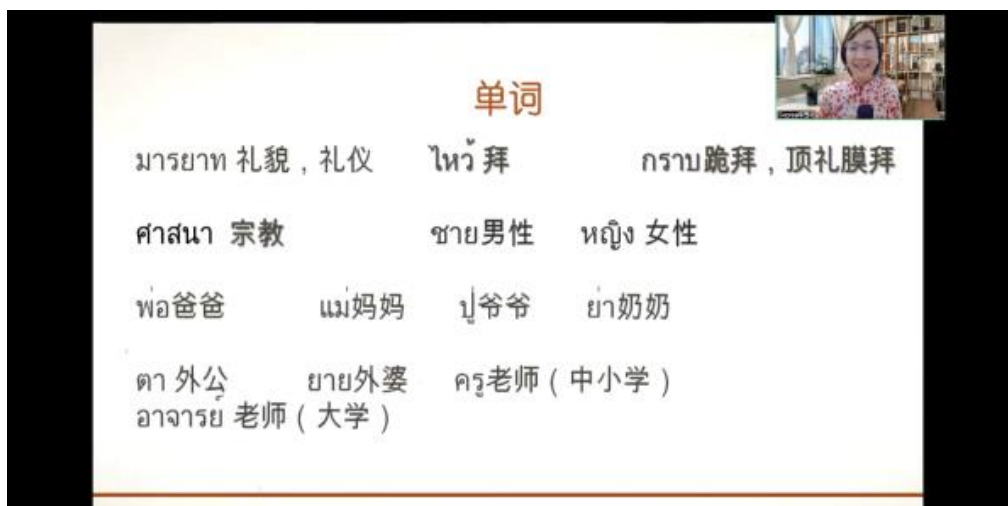 单词
มารยาท 礼貌，礼仪 ไหว้ 拜 กราบ跪拜，顶礼膜拜
ศาสนา 宗教 ชาย男性 หญิง 女性
พ่อ爸爸 แม่妈妈 ปู่爷爷 ย่า奶奶
ตา 外公 ยาย外婆 ครู老师（中小学）
อาจารย์ 老师（大学）